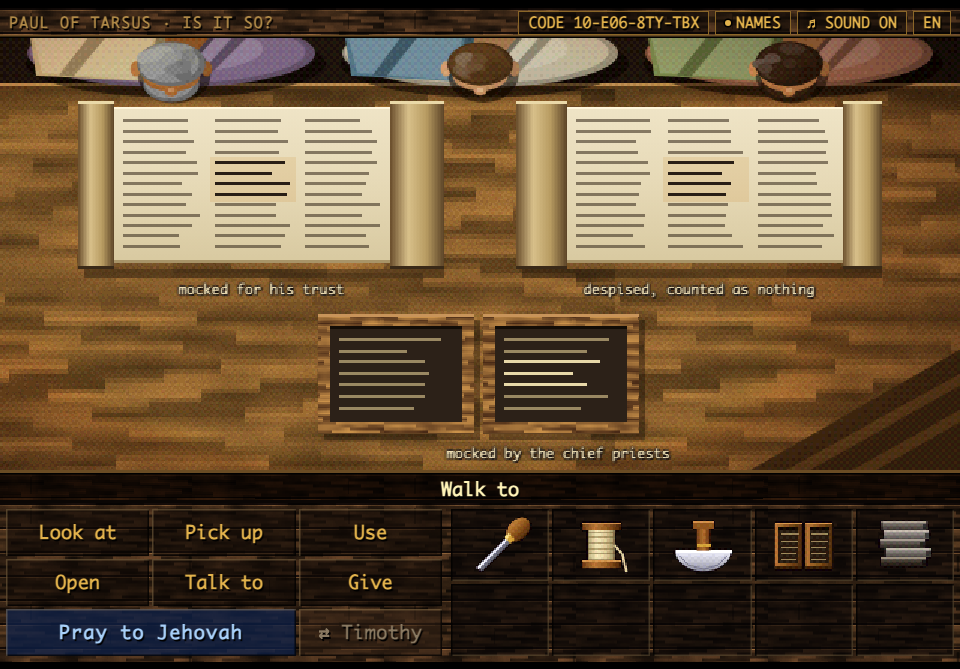 PAUL OF TARSUS · IS IT SO?
CODE 10-E06-8TY-TBX
• NAMES
♬ SOUND ON
EN
mocked for his trust
despised, counted as nothing
mocked by the chief priests
Walk to
Look at
Pick up
Use
Open
Talk to
Give
Pray to Jehovah
⇄ Timothy